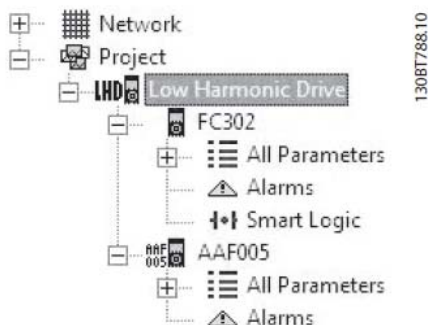 Network
Project
LHD Low Harmonic Drive
FC302
All Parameters
Alarms
Smart Logic
AAF 005 AAF005
All Parameters
Alarms
130BT788.10